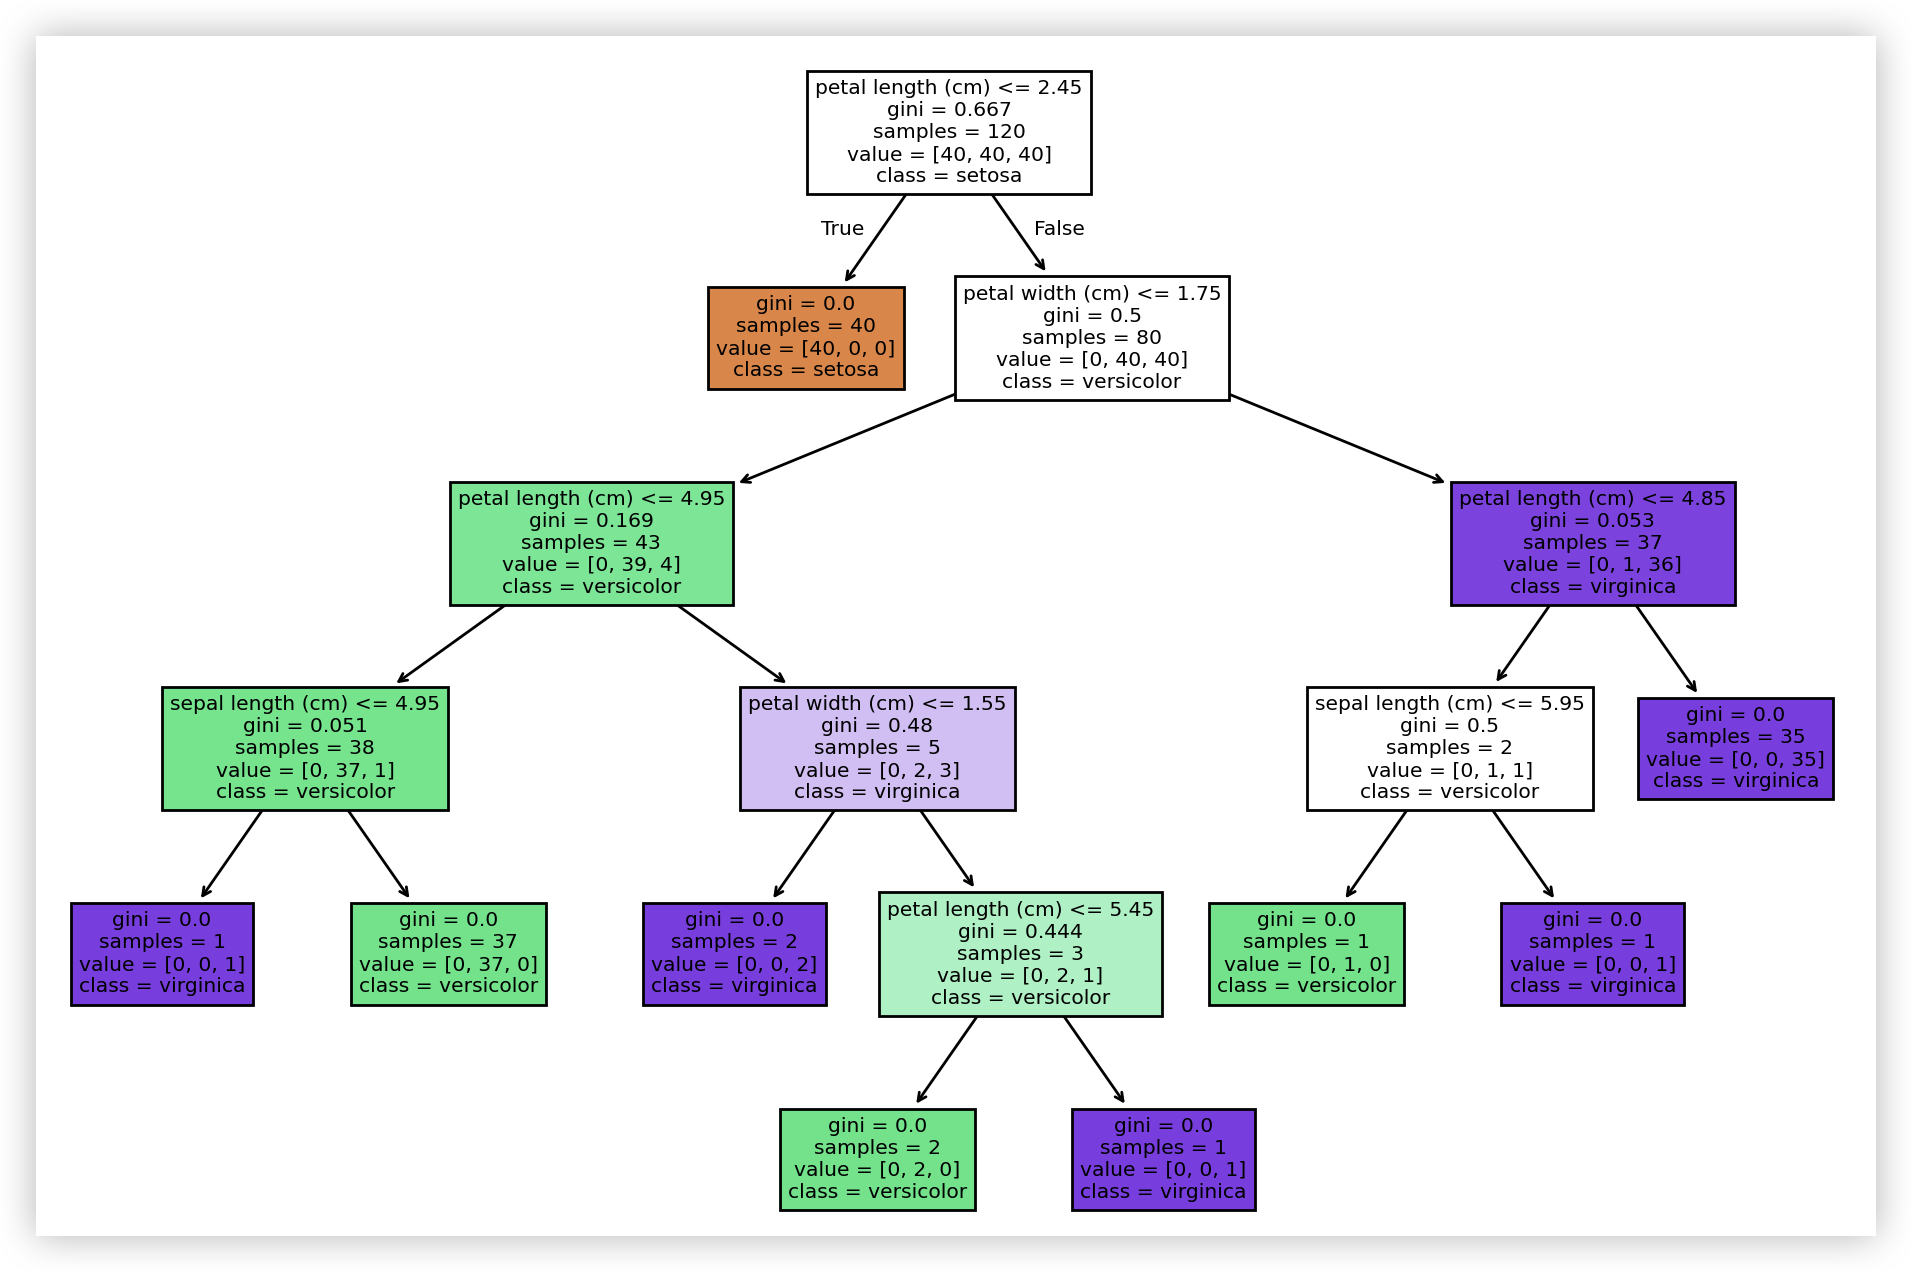 petal length (cm) <= 2.45
gini = 0.667
samples = 120
value = [40, 40, 40]
class = setosa
True
False
gini = 0.0
samples = 40
value = [40, 0, 0]
class = setosa
petal width (cm) <= 1.75
gini = 0.5
samples = 80
value = [0, 40, 40]
class = versicolor
petal length (cm) <= 4.95
gini = 0.169
samples = 43
value = [0, 39, 4]
class = versicolor
petal length (cm) <= 4.85
gini = 0.053
samples = 37
value = [0, 1, 36]
class = virginica
sepal length (cm) <= 4.95
gini = 0.051
samples = 38
value = [0, 37, 1]
class = versicolor
petal width (cm) <= 1.55
gini = 0.48
samples = 5
value = [0, 2, 3]
class = virginica
sepal length (cm) <= 5.95
gini = 0.5
samples = 2
value = [0, 1, 1]
class = versicolor
gini = 0.0
samples = 35
value = [0, 0, 35]
class = virginica
gini = 0.0
samples = 1
value = [0, 0, 1]
class = virginica
gini = 0.0
samples = 37
value = [0, 37, 0]
class = versicolor
gini = 0.0
samples = 2
value = [0, 0, 2]
class = virginica
petal length (cm) <= 5.45
gini = 0.444
samples = 3
value = [0, 2, 1]
class = versicolor
gini = 0.0
samples = 1
value = [0, 1, 0]
class = versicolor
gini = 0.0
samples = 1
value = [0, 0, 1]
class = virginica
gini = 0.0
samples = 2
value = [0, 2, 0]
class = versicolor
gini = 0.0
samples = 1
value = [0, 0, 1]
class = virginica